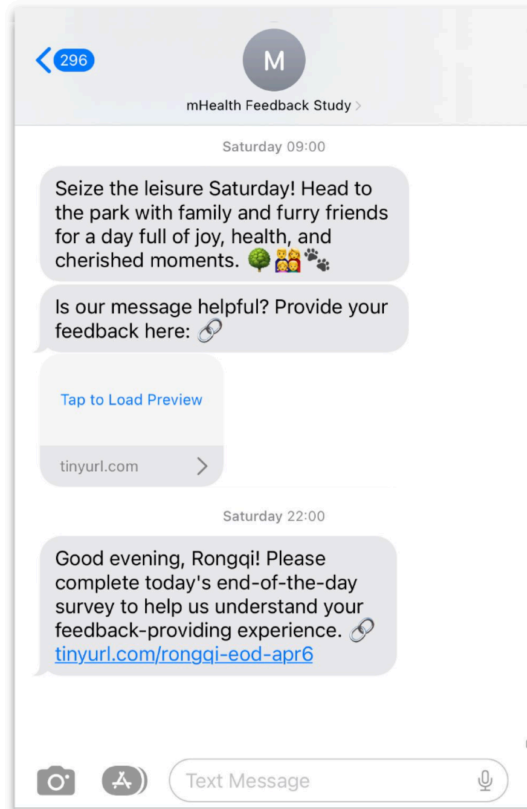 296
M
mHealth Feedback Study
Saturday 09:00
Seize the leisure Saturday! Head to
the park with family and furry friends
for a day full of joy, health, and
cherished moments. 🌳👨‍👩‍👧‍👦🐾
Is our message helpful? Provide your
feedback here: 🔗
Tap to Load Preview
tinyurl.com
Saturday 22:00
Good evening, Rongqi! Please
complete today's end-of-the-day
survey to help us understand your
feedback-providing experience. 🔗
tinyurl.com/rongqi-eod-apr6
Text Message